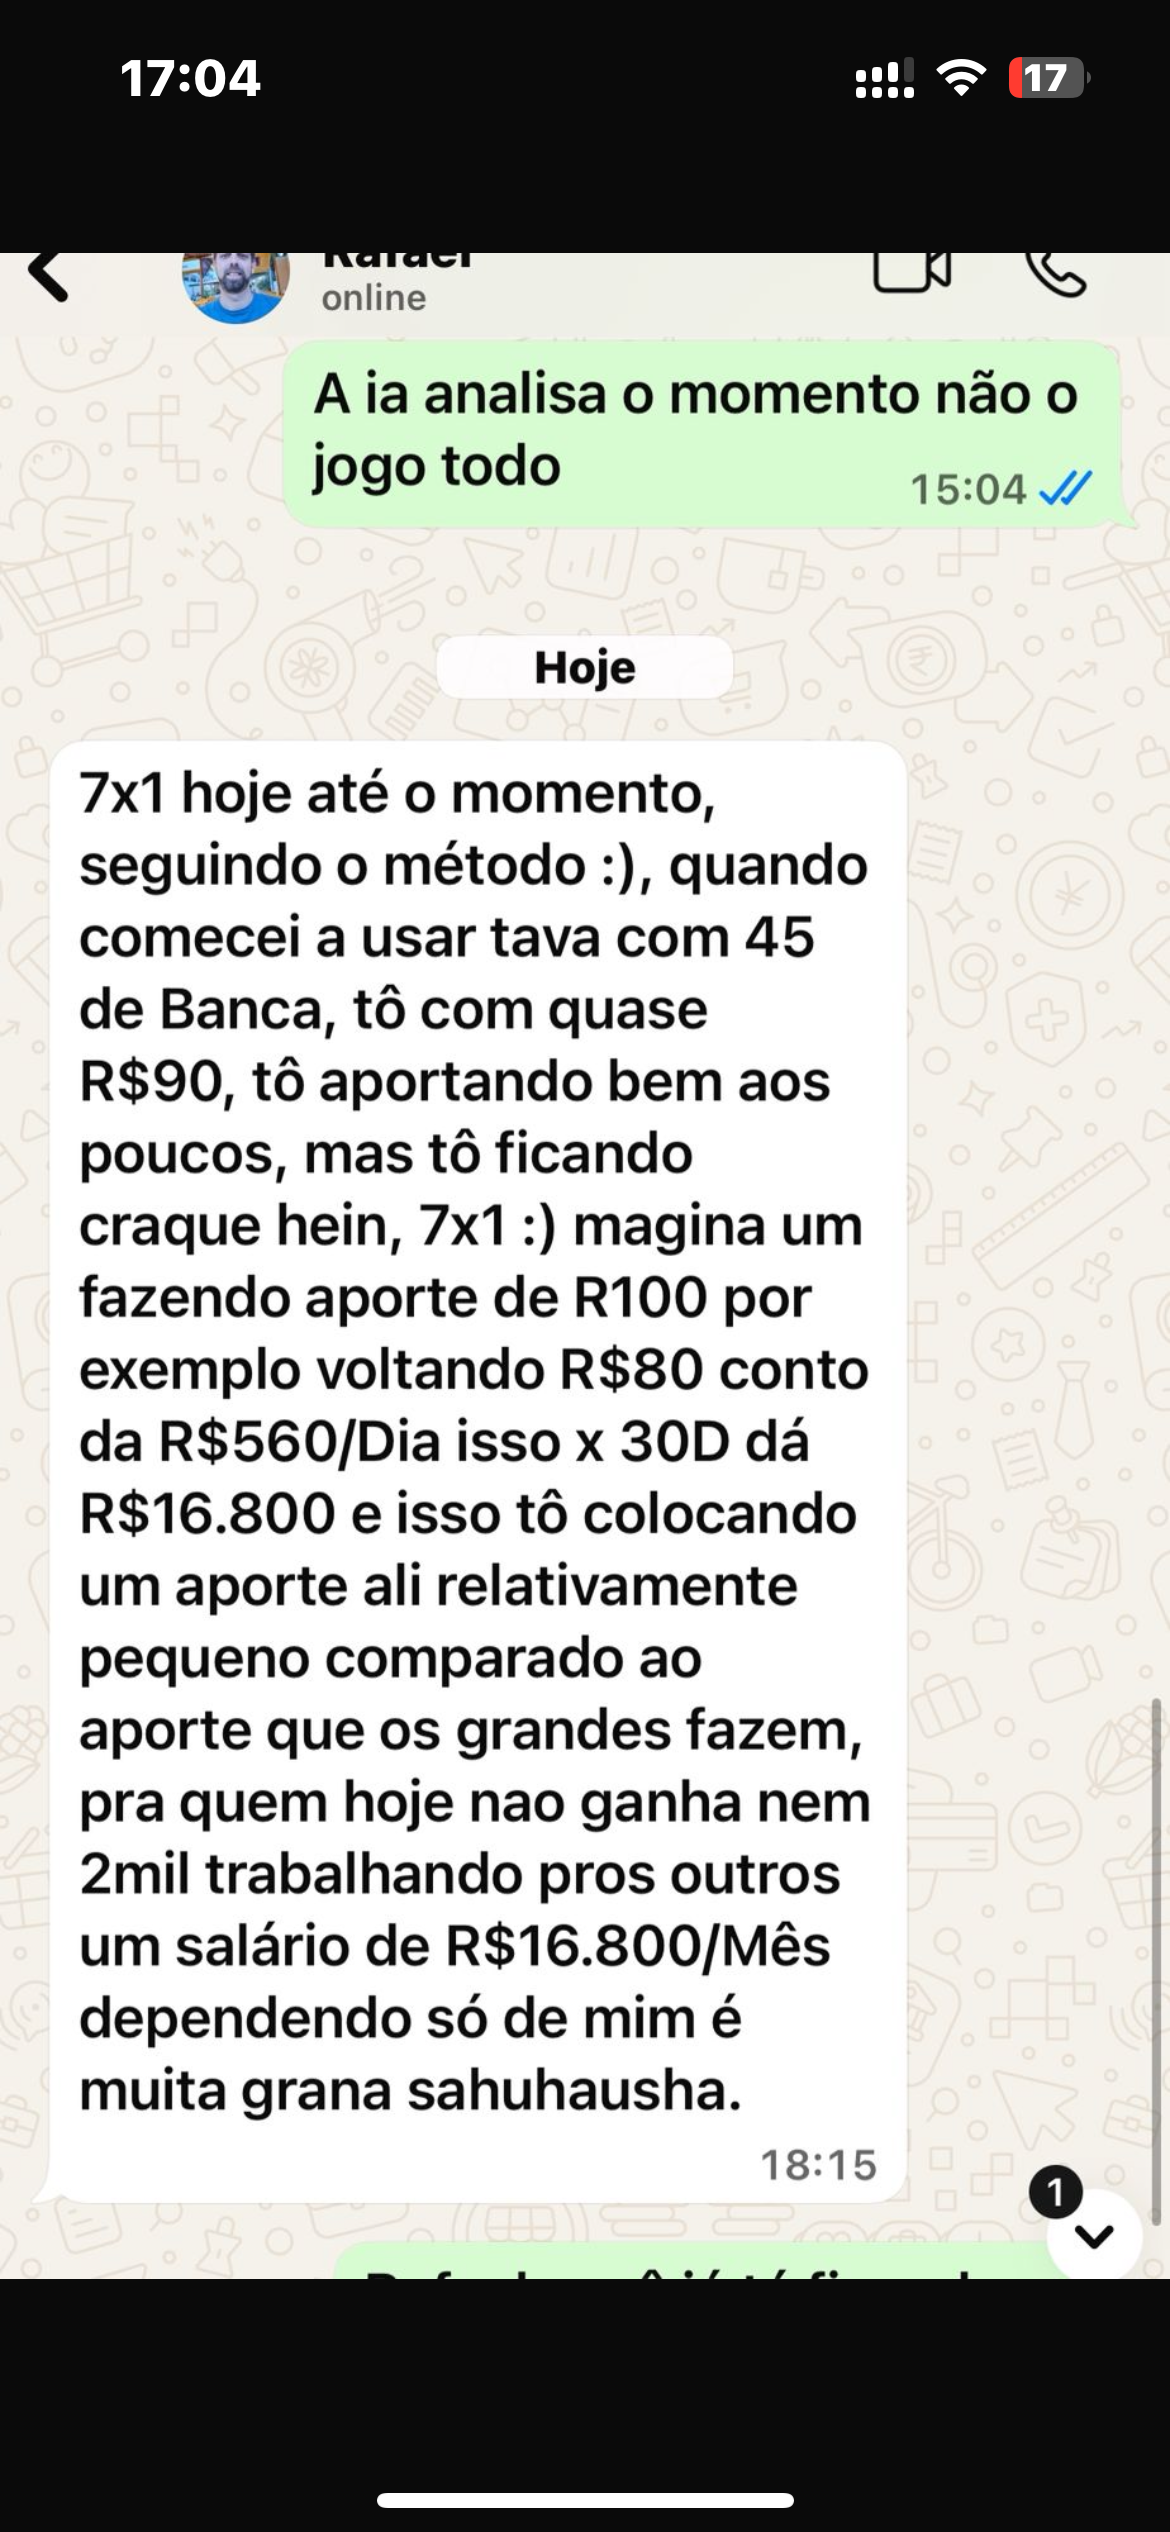 17:04
17
Rafael
online
A ia analisa o momento não o
jogo todo
15:04
Hoje
7x1 hoje até o momento,
seguindo o método :), quando
comecei a usar tava com 45
de Banca, tô com quase
R$90, tô aportando bem aos
poucos, mas tô ficando
craque hein, 7x1 :) magina um
fazendo aporte de R100 por
exemplo voltando R$80 conto
da R$560/Dia isso x 30D dá
R$16.800 e isso tô colocando
um aporte ali relativamente
pequeno comparado ao
aporte que os grandes fazem,
pra quem hoje nao ganha nem
2mil trabalhando pros outros
um salário de R$16.800/Mês
dependendo só de mim é
muita grana sahuhausha.
18:15
1